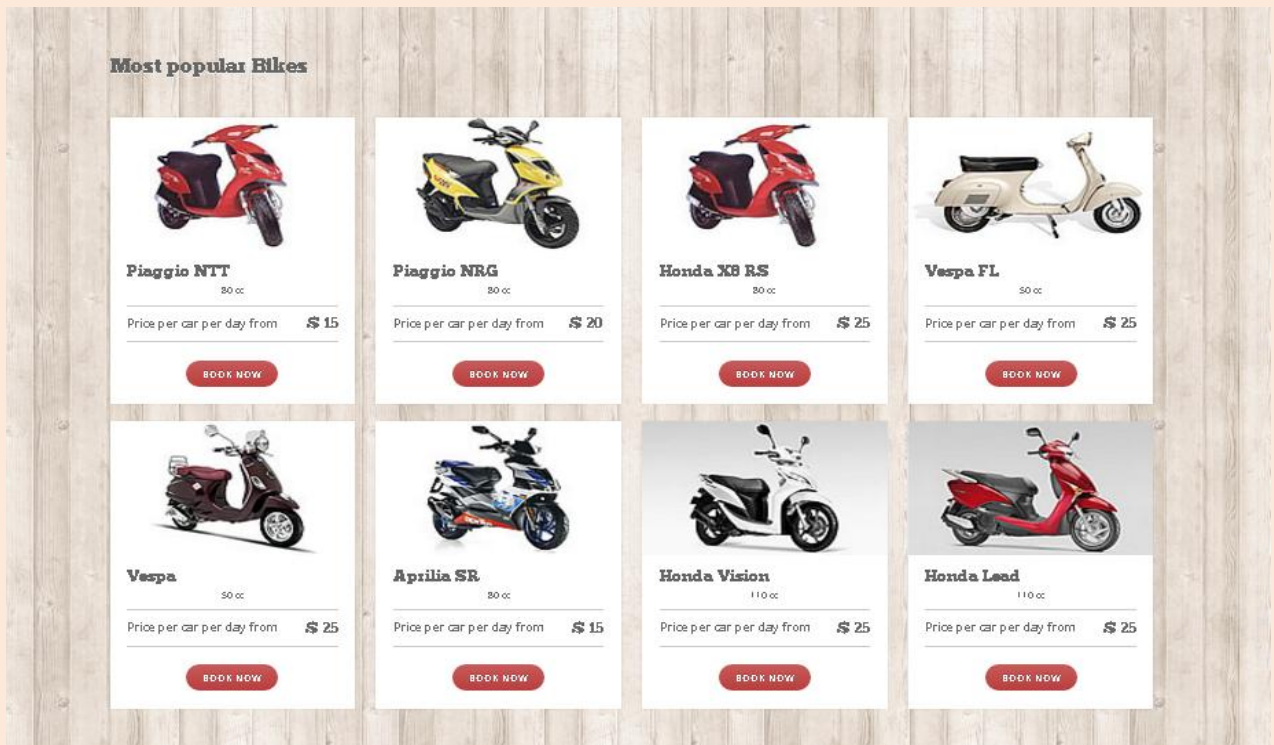 Most popular Bikes
Piaggio NTT
80 cc
Price per car per day from $ 15
BOOK NOW
Piaggio NRG
80 cc
Price per car per day from $ 20
BOOK NOW
Honda X8 RS
80 cc
Price per car per day from $ 25
BOOK NOW
Vespa FL
50 cc
Price per car per day from $ 25
BOOK NOW
Vespa
50 cc
Price per car per day from $ 25
BOOK NOW
Aprilia SR
80 cc
Price per car per day from $ 15
BOOK NOW
Honda Vision
110 cc
Price per car per day from $ 25
BOOK NOW
Honda Lead
110 cc
Price per car per day from $ 25
BOOK NOW